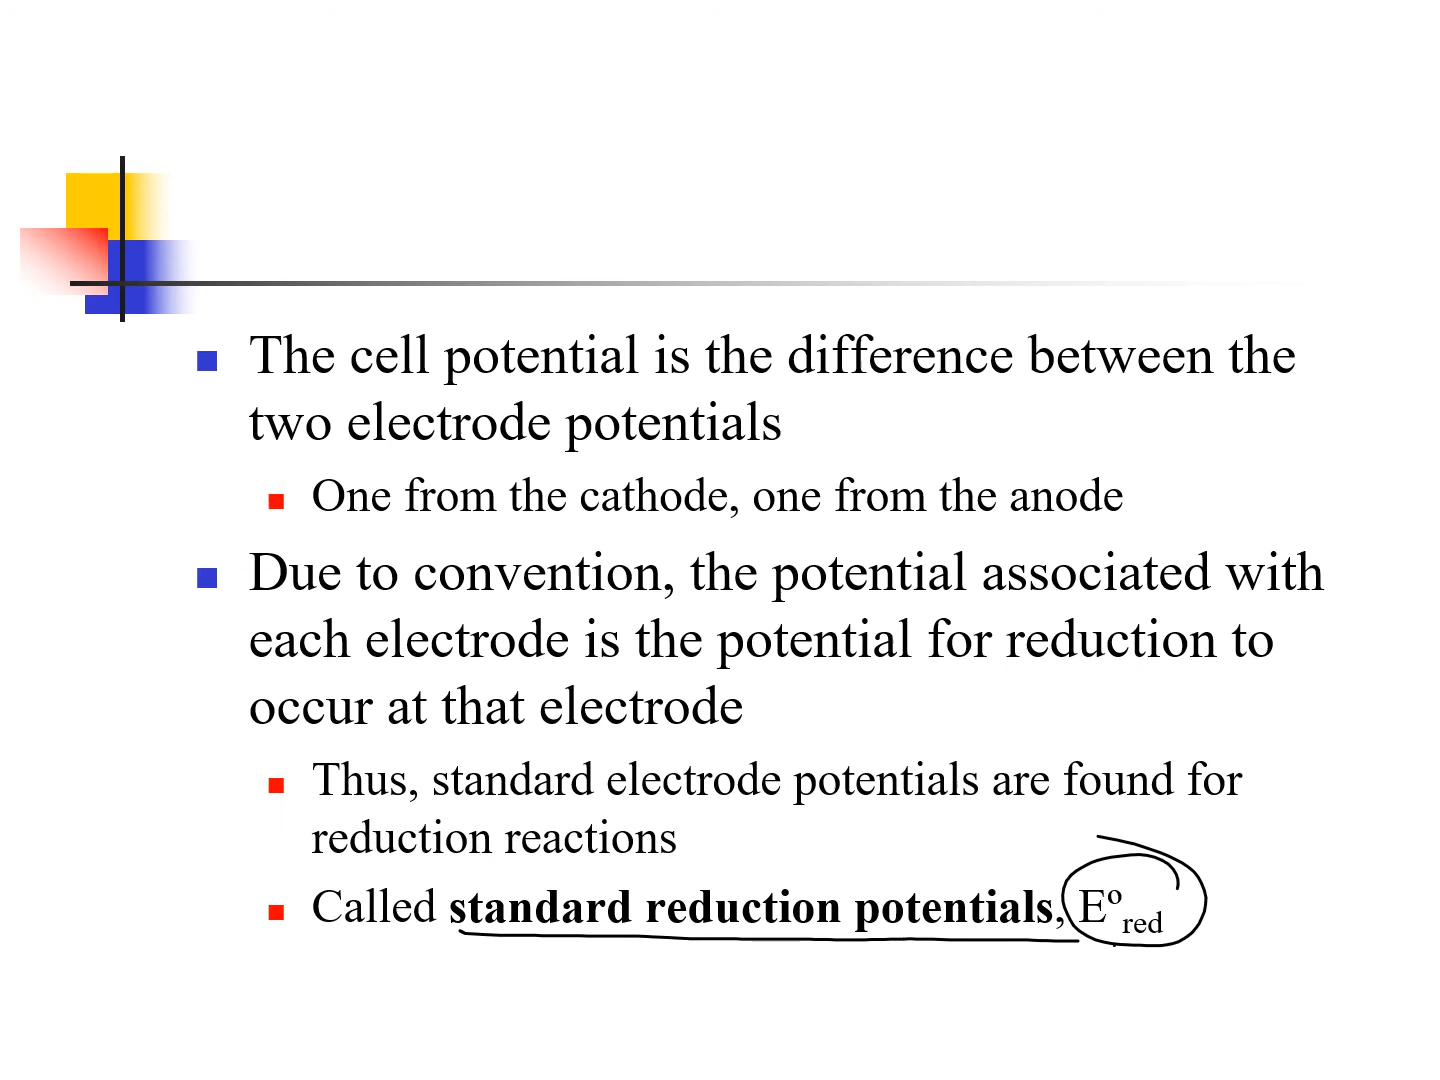 The cell potential is the difference between the
two electrode potentials
One from the cathode, one from the anode
Due to convention, the potential associated with
each electrode is the potential for reduction to
occur at that electrode
Thus, standard electrode potentials are found for
reduction reactions
Called standard reduction potentials, Eºred